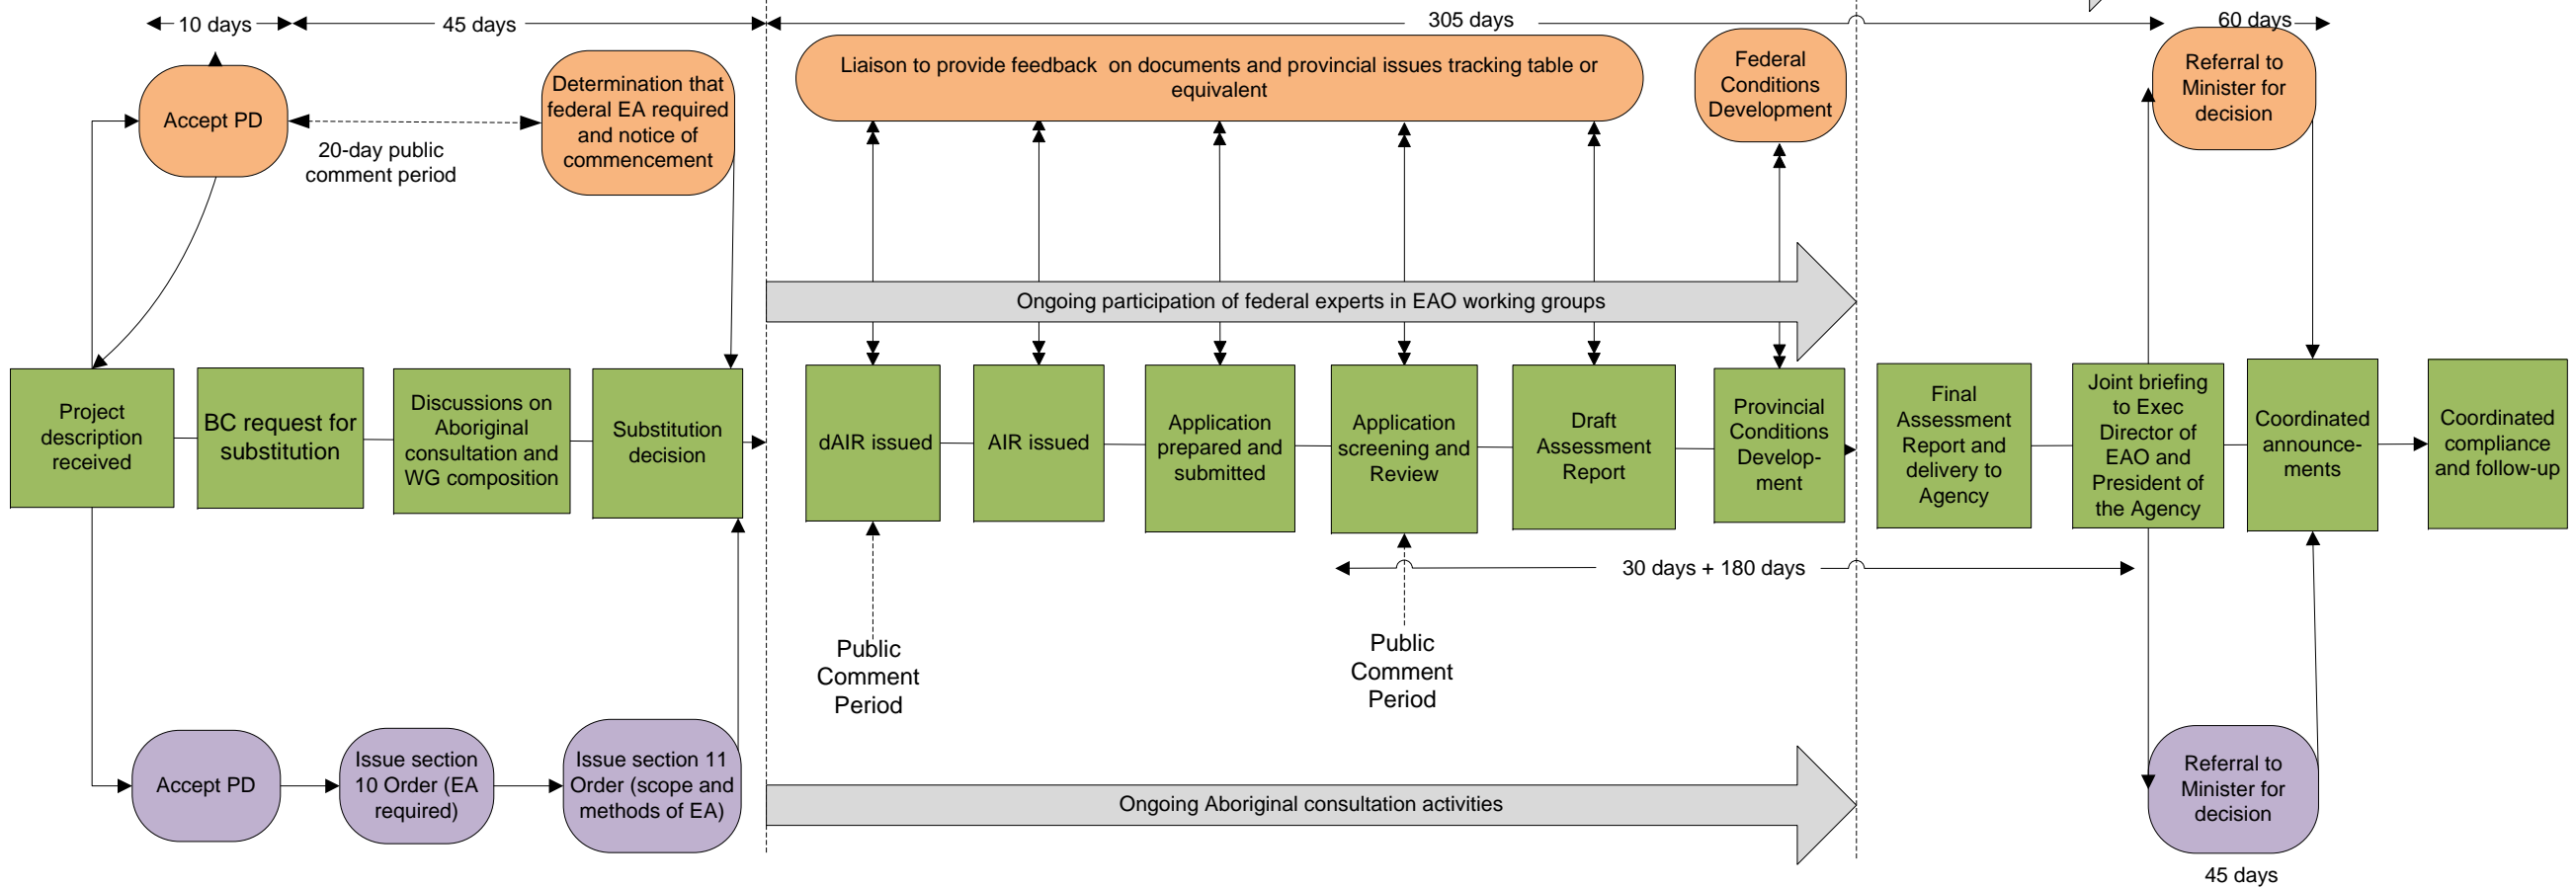 10 days
45 days
305 days
60 days
Accept PD
20-day public
comment period
Determination that
federal EA required
and notice of
commencement
Liaison to provide feedback  on documents and provincial issues tracking table or
equivalent
Federal
Conditions
Development
Referral to
Minister for
decision
Ongoing participation of federal experts in EAO working groups
Project
description
received
BC request for
substitution
Discussions on
Aboriginal
consultation and
WG composition
Substitution
decision
dAIR issued
AIR issued
Application
prepared and
submitted
Application
screening and
Review
Draft
Assessment
Report
Provincial
Conditions
Develop-
ment
Final
Assessment
Report and
delivery to
Agency
Joint briefing
to Exec
Director of
EAO and
President of
the Agency
Coordinated
announce-
ments
Coordinated
compliance
and follow-up
30 days + 180 days
Public
Comment
Period
Public
Comment
Period
Accept PD
Issue section
10 Order (EA
required)
Issue section 11
Order (scope and
methods of EA)
Ongoing Aboriginal consultation activities
Referral to
Minister for
decision
45 days